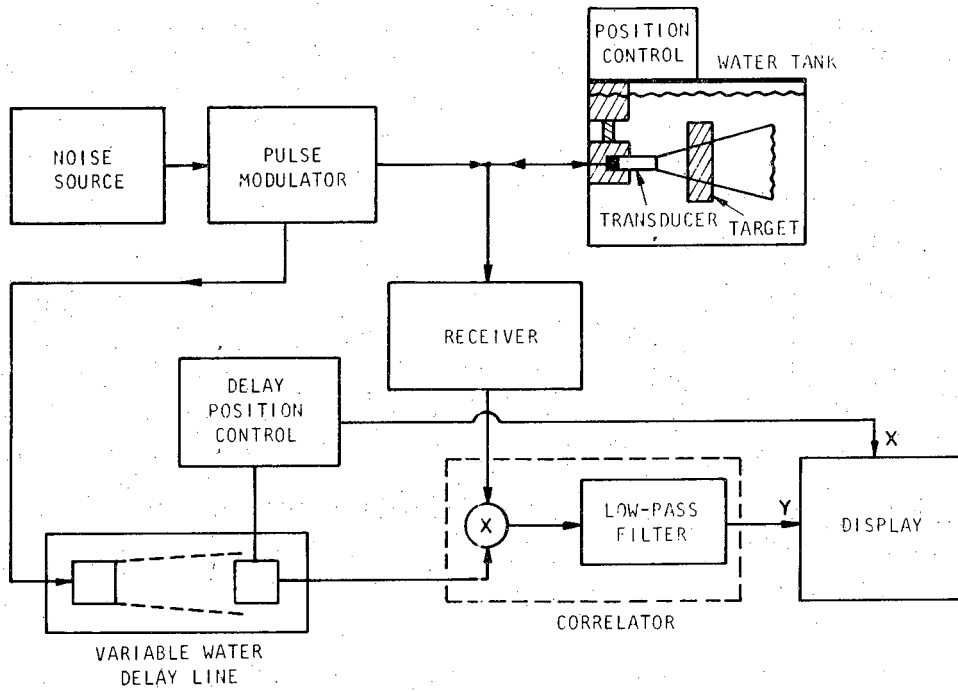 POSITION
CONTROL
WATER TANK
NOISE
SOURCE
PULSE
MODULATOR
TRANSDUCER
TARGET
RECEIVER
DELAY
POSITION
CONTROL
X
LOW-PASS
FILTER
X
Y
DISPLAY
CORRELATOR
VARIABLE WATER
DELAY LINE